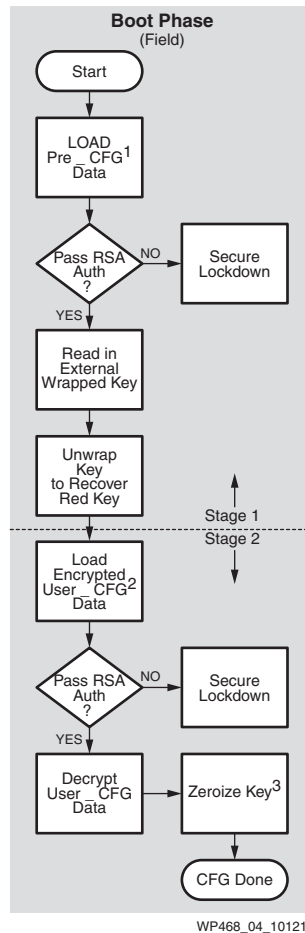 Boot Phase
(Field)
Start
LOAD
Pre _ CFG1
Data
Pass RSA
Auth
?
NO
Secure
Lockdown
YES
Read in
External
Wrapped Key
Unwrap
Key
to Recover
Red Key
Stage 1
Stage 2
Load
Encrypted
User _ CFG2
Data
Pass RSA
Auth
?
NO
Secure
Lockdown
YES
Decrypt
User _ CFG
Data
Zeroize Key3
CFG Done
WP468_04_10121